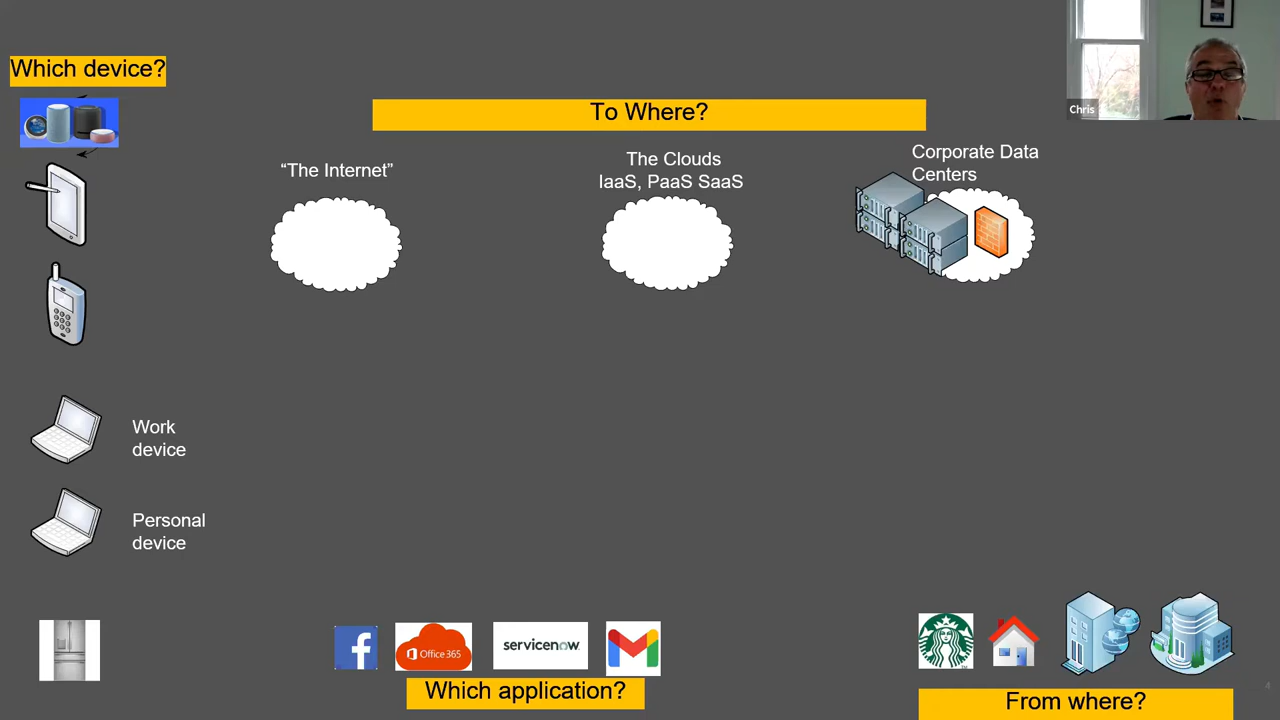 Which device?
Chris
To Where?
“The Internet”
The Clouds
IaaS, PaaS SaaS
Corporate Data
Centers
Work
device
Personal
device
f
Office 365
servicenow
M
Which application?
From where?
4